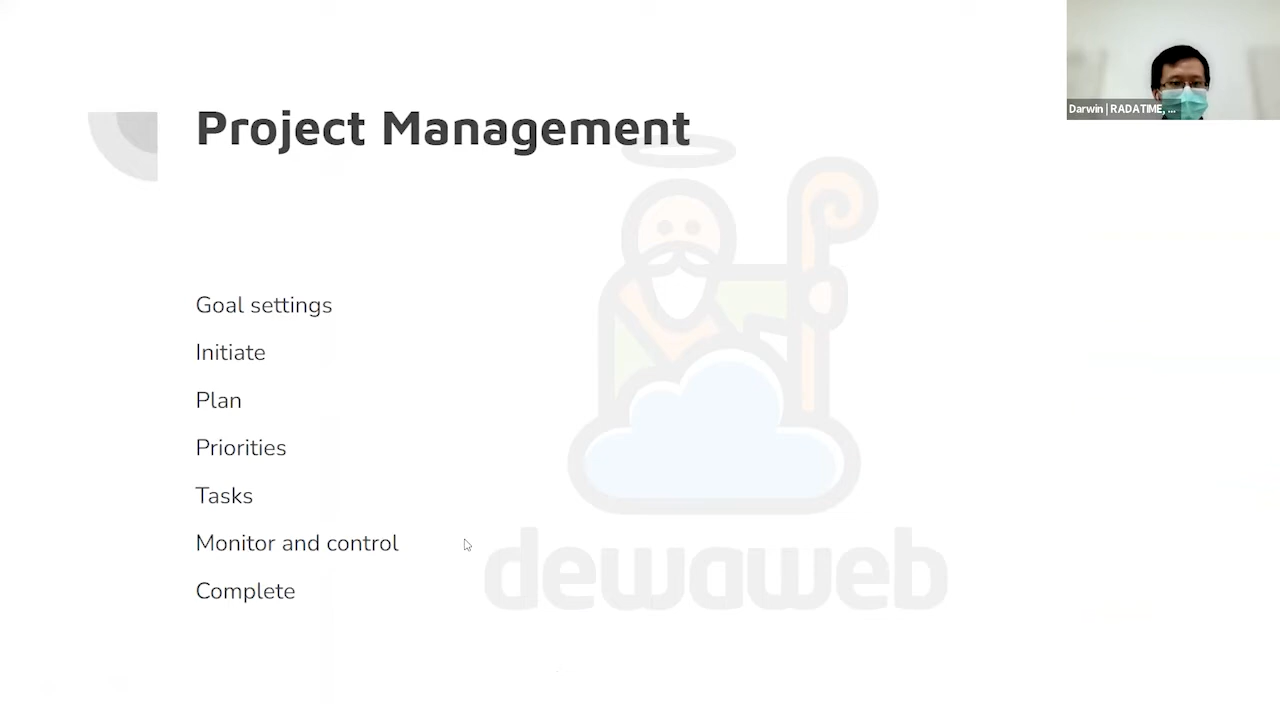 Project Management
Darwin | RADATIME, ...
Goal settings
Initiate
Plan
Priorities
Tasks
Monitor and control
Complete
dewaweb